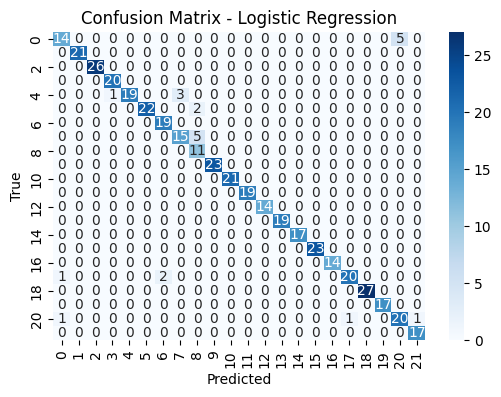 Confusion Matrix - Logistic Regression
0 14 0 0 0 0 0 0 0 0 0 0 0 0 0 0 0 0 0 0 0 5 0
0 21 0 0 0 0 0 0 0 0 0 0 0 0 0 0 0 0 0 0 0 0
2 0 0 26 0 0 0 0 0 0 0 0 0 0 0 0 0 0 0 0 0 0 0
0 0 0 20 0 0 0 0 0 0 0 0 0 0 0 0 0 0 0 0 0 0
4 0 0 0 1 19 0 0 3 0 0 0 0 0 0 0 0 0 0 0 0 0 0
0 0 0 0 0 22 0 0 2 0 0 0 0 0 0 0 0 0 0 0 0 0
6 0 0 0 0 0 0 19 0 0 0 0 0 0 0 0 0 0 0 0 0 0 0
0 0 0 0 0 0 0 15 5 0 0 0 0 0 0 0 0 0 0 0 0 0
8 0 0 0 0 0 0 0 0 11 0 0 0 0 0 0 0 0 0 0 0 0 0
0 0 0 0 0 0 0 0 0 23 0 0 0 0 0 0 0 0 0 0 0 0
10 0 0 0 0 0 0 0 0 0 0 21 0 0 0 0 0 0 0 0 0 0 0
0 0 0 0 0 0 0 0 0 0 0 19 0 0 0 0 0 0 0 0 0 0
12 0 0 0 0 0 0 0 0 0 0 0 0 14 0 0 0 0 0 0 0 0 0
0 0 0 0 0 0 0 0 0 0 0 0 0 19 0 0 0 0 0 0 0 0
14 0 0 0 0 0 0 0 0 0 0 0 0 0 0 17 0 0 0 0 0 0 0
0 0 0 0 0 0 0 0 0 0 0 0 0 0 0 23 0 0 0 0 0 0
16 0 0 0 0 0 0 0 0 0 0 0 0 0 0 0 0 14 0 0 0 0 0
1 0 0 0 0 0 2 0 0 0 0 0 0 0 0 0 0 20 0 0 0 0
18 0 0 0 0 0 0 0 0 0 0 0 0 0 0 0 0 0 0 27 0 0 0
0 0 0 0 0 0 0 0 0 0 0 0 0 0 0 0 0 0 0 17 0 0
20 1 0 0 0 0 0 0 0 0 0 0 0 0 0 0 0 0 1 0 0 20 1
0 0 0 0 0 0 0 0 0 0 0 0 0 0 0 0 0 0 0 0 0 17
True
0 1 2 3 4 5 6 7 8 9 10 11 12 13 14 15 16 17 18 19 20 21
Predicted
25
20
15
10
5
0